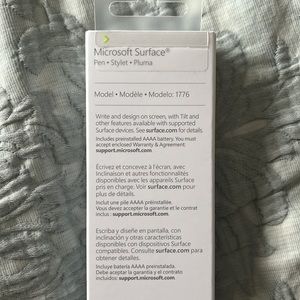 Microsoft Surface®
Pen • Stylet • Pluma
Model • Modèle • Modelo: 1776
Write and design on screen, with Tilt and
other features available with supported
Surface devices. See surface.com for details.
Includes preinstalled AAAA battery. You must
accept enclosed Warranty & Agreement:
support.microsoft.com
Écrivez et concevez à l'écran, avec
Inclinaison et autres fonctionnalités
disponibles avec les appareils Surface
pris en charge. Voir surface.com pour plus
de détails.
Inclut une pile AAAA préinstallée.
Vous devez accepter la garantie et le contrat
inclus : support.microsoft.com
Escriba y diseñe en pantalla, con
inclinación y otras características
disponibles con dispositivos Surface
compatibles. Consulte surface.com para
obtener detalles.
Incluye batería AAAA preinstalada.
Debe aceptar la garantía y el contrato
incluidos: support.microsoft.com